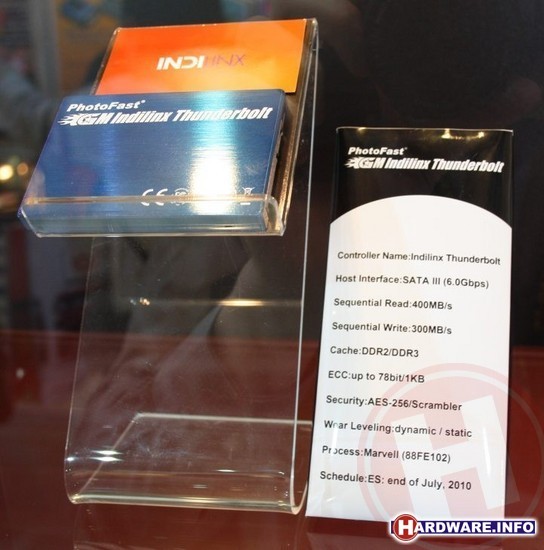 INDILINX
PhotoFast®
GM Indilinx Thunderbolt
CE FC
PhotoFast®
GM Indilinx Thunderbolt
Controller Name:Indilinx Thunderbolt
Host Interface:SATA III (6.0Gbps)
Sequential Read:400MB/s
Sequential Write:300MB/s
Cache:DDR2/DDR3
ECC:up to 78bit/1KB
Security:AES-256/Scrambler
Wear Leveling:dynamic / static
Process:Marvell (88FE102)
Schedule:ES: end of July, 2010
H
HARDWARE.INFO